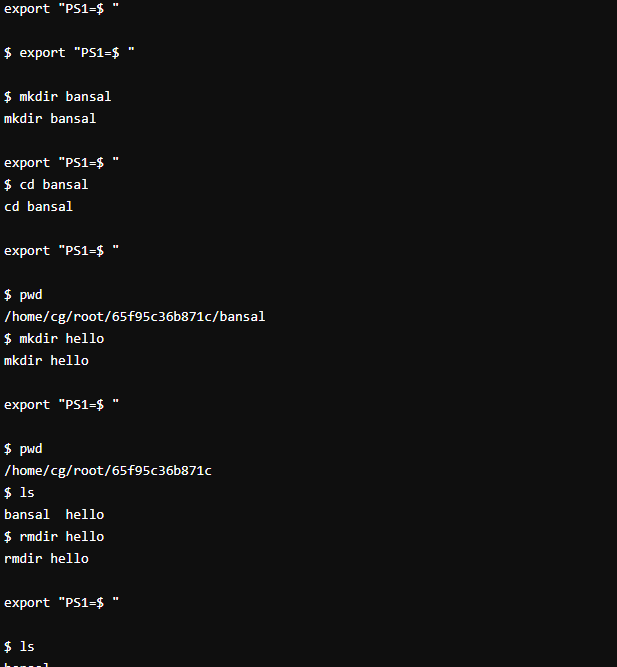 export "PS1=$ "
$ export "PS1=$ "
$ mkdir bansal
mkdir bansal
export "PS1=$ "
$ cd bansal
cd bansal
export "PS1=$ "
$ pwd
/home/cg/root/65f95c36b871c/bansal
$ mkdir hello
mkdir hello
export "PS1=$ "
$ pwd
/home/cg/root/65f95c36b871c
$ ls
bansal  hello
$ rmdir hello
rmdir hello
export "PS1=$ "
$ ls